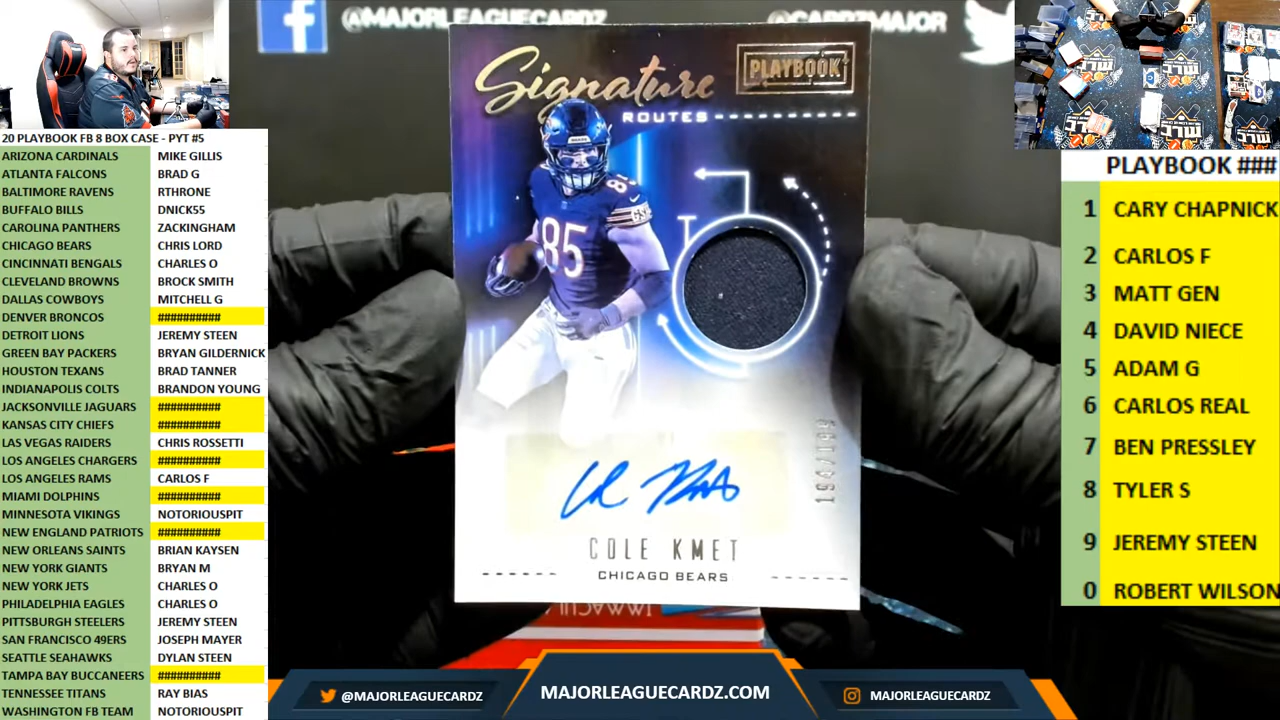 @MAJORLEAGUECARDZ
@CARDZMAJOR
20 PLAYBOOK FB 8 BOX CASE - PYT #5
ARIZONA CARDINALS MIKE GILLIS
ATLANTA FALCONS BRAD G
BALTIMORE RAVENS RTHRONE
BUFFALO BILLS DNICK55
CAROLINA PANTHERS ZACKINGHAM
CHICAGO BEARS CHRIS LORD
CINCINNATI BENGALS CHARLES O
CLEVELAND BROWNS BROCK SMITH
DALLAS COWBOYS MITCHELL G
DENVER BRONCOS ##########
DETROIT LIONS JEREMY STEEN
GREEN BAY PACKERS BRYAN GILDERNICK
HOUSTON TEXANS BRAD TANNER
INDIANAPOLIS COLTS BRANDON YOUNG
JACKSONVILLE JAGUARS ##########
KANSAS CITY CHIEFS ##########
LAS VEGAS RAIDERS CHRIS ROSSETTI
LOS ANGELES CHARGERS ##########
LOS ANGELES RAMS CARLOS F
MIAMI DOLPHINS ##########
MINNESOTA VIKINGS NOTORIOUSPIT
NEW ENGLAND PATRIOTS ##########
NEW ORLEANS SAINTS BRIAN KAYSEN
NEW YORK GIANTS BRYAN M
NEW YORK JETS CHARLES O
PHILADELPHIA EAGLES CHARLES O
PITTSBURGH STEELERS JEREMY STEEN
SAN FRANCISCO 49ERS JOSEPH MAYER
SEATTLE SEAHAWKS DYLAN STEEN
TAMPA BAY BUCCANEERS ##########
TENNESSEE TITANS RAY BIAS
WASHINGTON FB TEAM NOTORIOUSPIT
Signature
ROUTES
PLAYBOOK
85
194/199
COLE KMET
CHICAGO BEARS
PLAYBOOK ###
1 CARY CHAPNICK
2 CARLOS F
3 MATT GEN
4 DAVID NIECE
5 ADAM G
6 CARLOS REAL
7 BEN PRESSLEY
8 TYLER S
9 JEREMY STEEN
0 ROBERT WILSON
@MAJORLEAGUECARDZ
MAJORLEAGUECARDZ.COM
MAJORLEAGUECARDZ